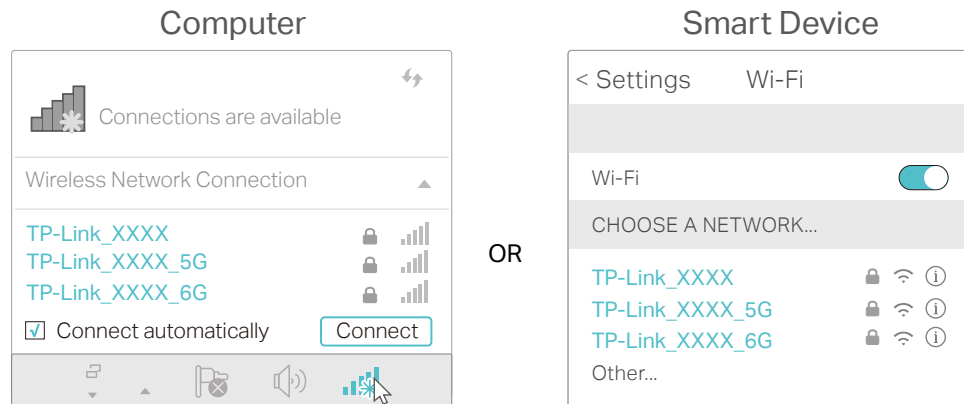 Computer
Connections are available
Wireless Network Connection
TP-Link_XXXX
TP-Link_XXXX_5G
TP-Link_XXXX_6G
Connect automatically Connect
OR
Smart Device
< Settings Wi-Fi
Wi-Fi
CHOOSE A NETWORK...
TP-Link_XXXX
TP-Link_XXXX_5G
TP-Link_XXXX_6G
Other...